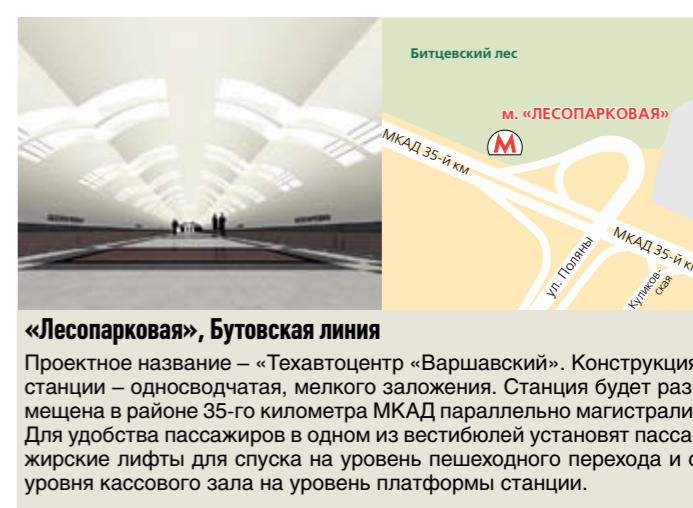 Битцевский лес
м. «ЛЕСОПАРКОВАЯ»
М
МКАД 35-й км
МКАД 35-й км
ул. Поляны
Куликов-
ская
«Лесопарковая», Бутовская линия
Проектное название – «Техавтоцентр «Варшавский». Конструкция
станции – односводчатая, мелкого заложения. Станция будет раз-
мещена в районе 35-го километра МКАД параллельно магистрали.
Для удобства пассажиров в одном из вестибюлей установят пасса-
жирские лифты для спуска на уровень пешеходного перехода и с
уровня кассового зала на уровень платформы станции.